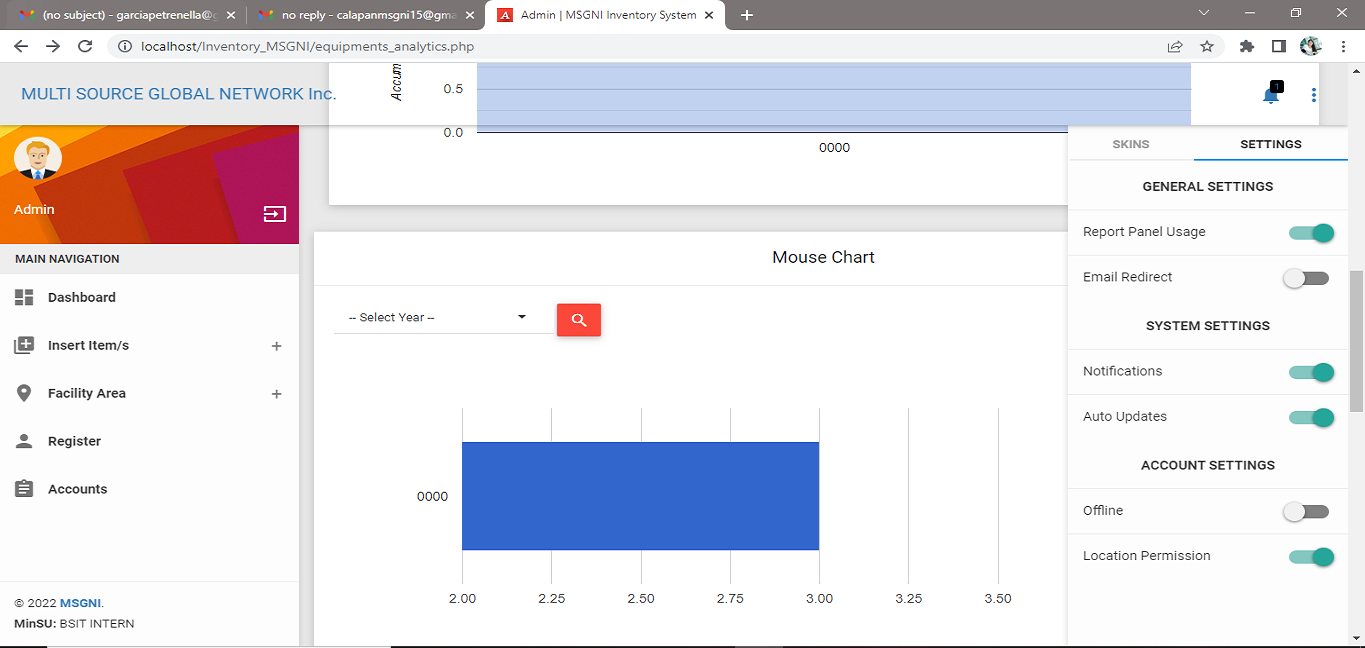 (no subject) - garciapetrenella@g
no reply - calapanmsgni15@gma
Admin | MSGNI Inventory System
localhost/Inventory_MSGNI/equipments_analytics.php
MULTI SOURCE GLOBAL NETWORK Inc.
1
Admin
MAIN NAVIGATION
Dashboard
Insert Item/s
Facility Area
Register
Accounts
© 2022 MSGNI.
MinSU: BSIT INTERN
Accum
0.5
0.0
0000
Mouse Chart
-- Select Year --
0000
2.00 2.25 2.50 2.75 3.00 3.25 3.50
SKINS SETTINGS
GENERAL SETTINGS
Report Panel Usage
Email Redirect
SYSTEM SETTINGS
Notifications
Auto Updates
ACCOUNT SETTINGS
Offline
Location Permission